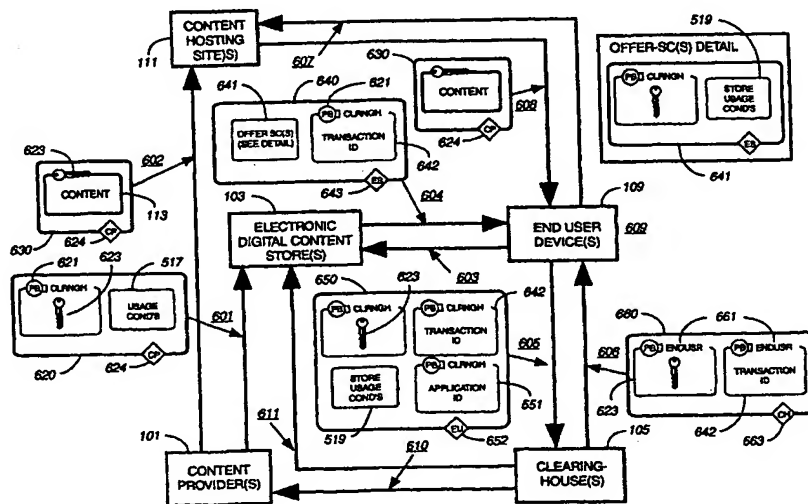 CONTENT
HOSTING
SITE(S)
111
607
630
CONTENT
624
CP
608
OFFER-SC(S) DETAIL
519
PB CLRNGH
STORE
USAGE
COND'S
641
ES
641
640
621
OFFER SC(S)
(SEE DETAIL)
PB CLRNGH
TRANSACTION
ID
642
643
ES
604
623
602
CONTENT
113
630
624
CP
103
ELECTRONIC
DIGITAL CONTENT
STORE(S)
109
END USER
DEVICE(S)
609
603
621
623
517
PB CLRNGH
USAGE
COND'S
601
620
624
CP
650
623
642
PB CLRNGH
PB CLRNGH
TRANSACTION
ID
605
STORE
USAGE
COND'S
PB CLRNGH
APPLICATION
ID
551
519
EU
652
660
661
PB ENDUSR
PB ENDUSR
TRANSACTION
ID
606
623
642
CH
663
611
101
CONTENT
PROVIDER(S)
610
105
CLEARING-
HOUSE(S)